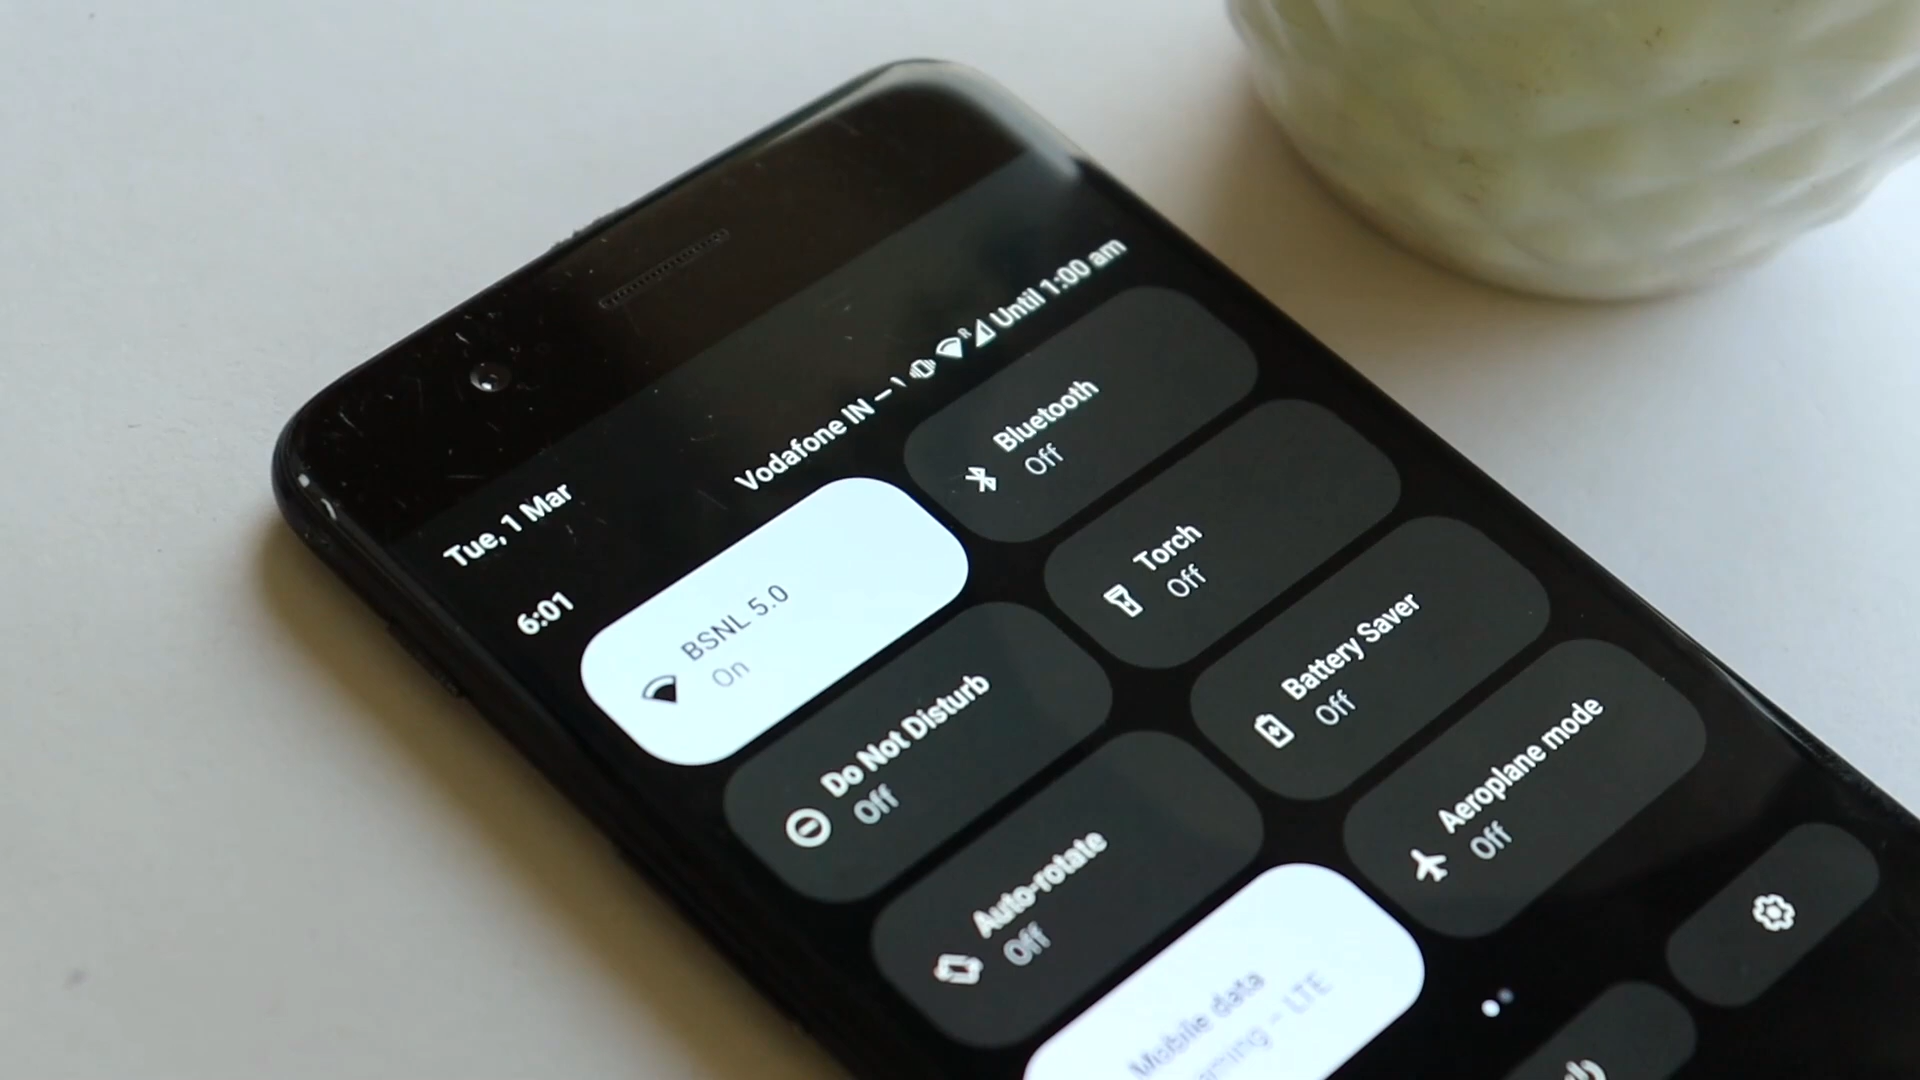 Tue, 1 Mar
Vodafone IN –
R
Until 1:00 am
6:01
BSNL 5.0
On
Bluetooth
Off
Do Not Disturb
Off
Torch
Off
Auto-rotate
Off
Battery Saver
Off
Mobile data
– LTE
Aeroplane mode
Off